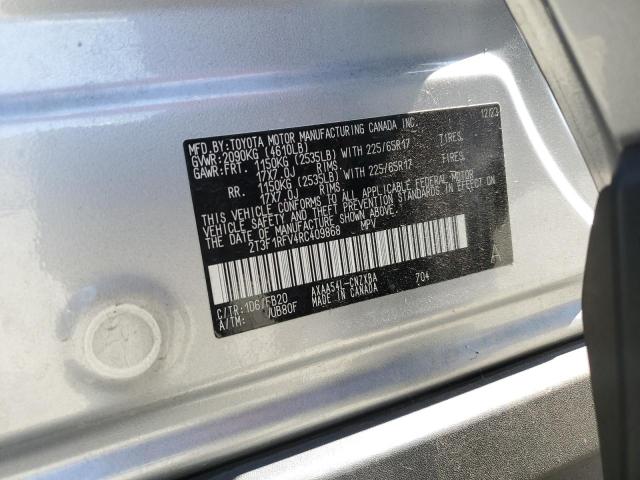 MFD. BY: TOYOTA MOTOR MANUFACTURING CANADA INC. 12/23
GVWR: 2090KG (4610LB)
GAWR: FRT. 1150KG (2535LB) WITH 225/65R17 TIRES,
17X7.0J RIMS,
RR. 1150KG (2535LB) WITH 225/65R17 TIRES,
17X7.0J RIMS
THIS VEHICLE CONFORMS TO ALL APPLICABLE FEDERAL MOTOR
VEHICLE SAFETY AND THEFT PREVENTION STANDARDS IN
EFFECT ON THE DATE OF MANUFACTURE SHOWN ABOVE.
2T3F1RFV4RC409868 MPV
A
C/TR: 1D6/FB20 AXAA54L-CNZXBA 704
A/TM: /UB80F MADE IN CANADA